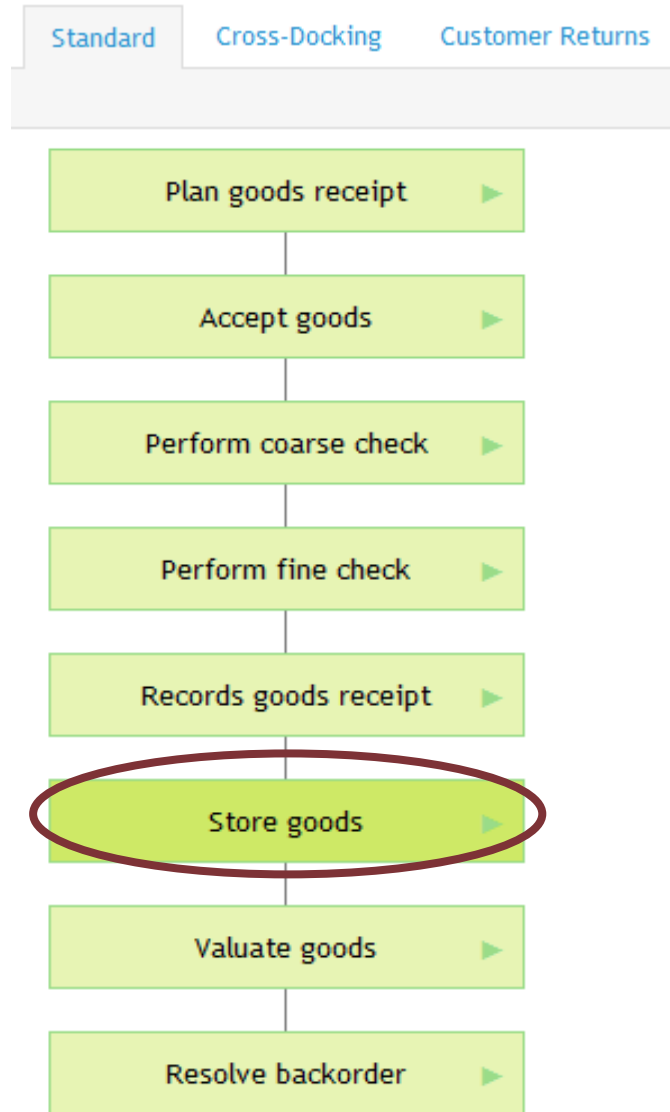 Standard Cross-Docking Customer Returns
Plan goods receipt
Accept goods
Perform coarse check
Perform fine check
Records goods receipt
Store goods
Valuate goods
Resolve backorder